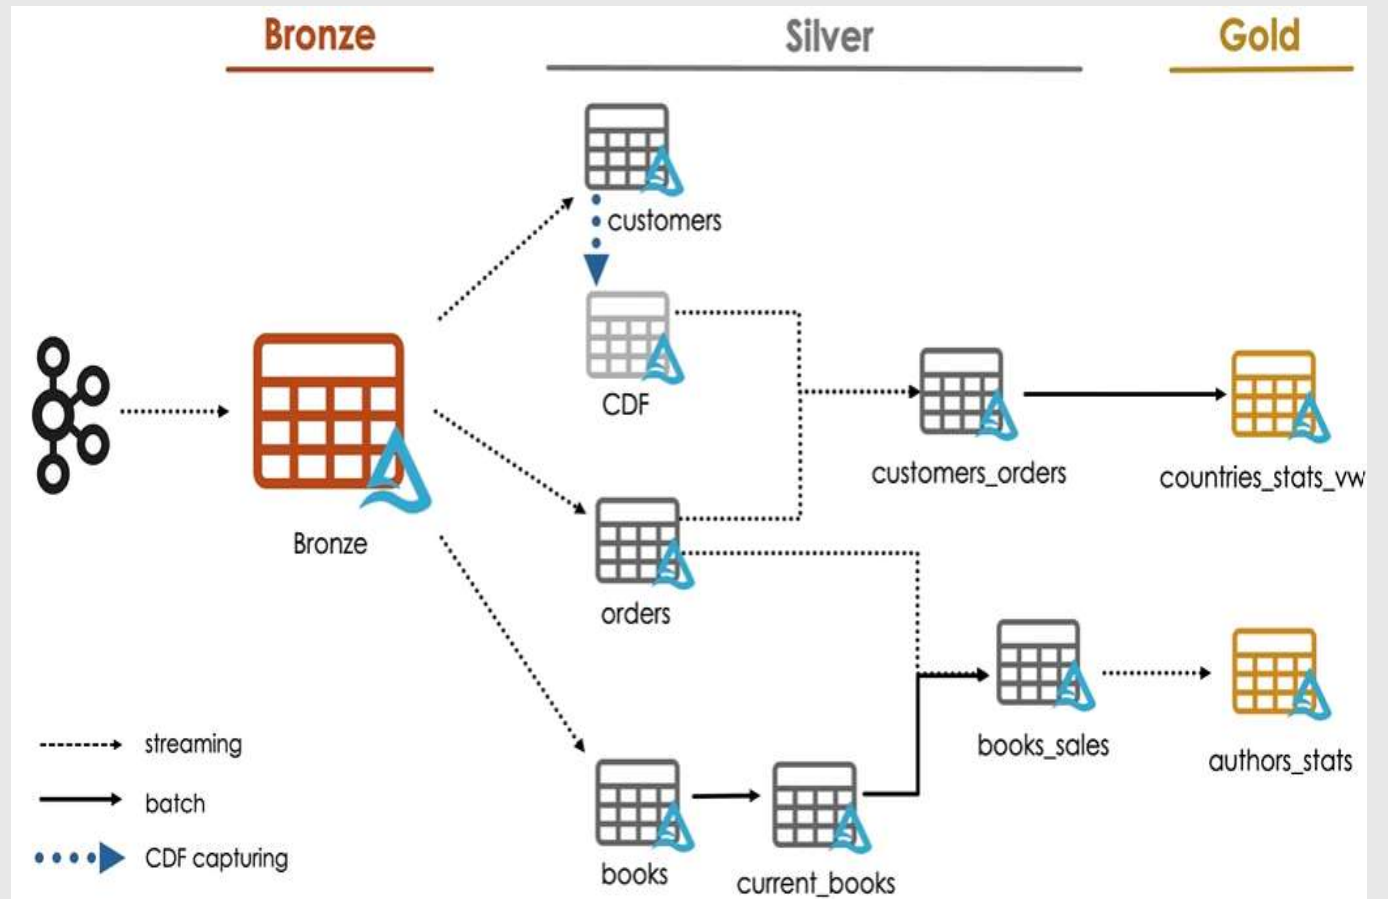 Bronze
Silver
Gold
customers
CDF
customers_orders
countries_stats_vw
Bronze
orders
books_sales
authors_stats
books
current_books
streaming
batch
CDF capturing